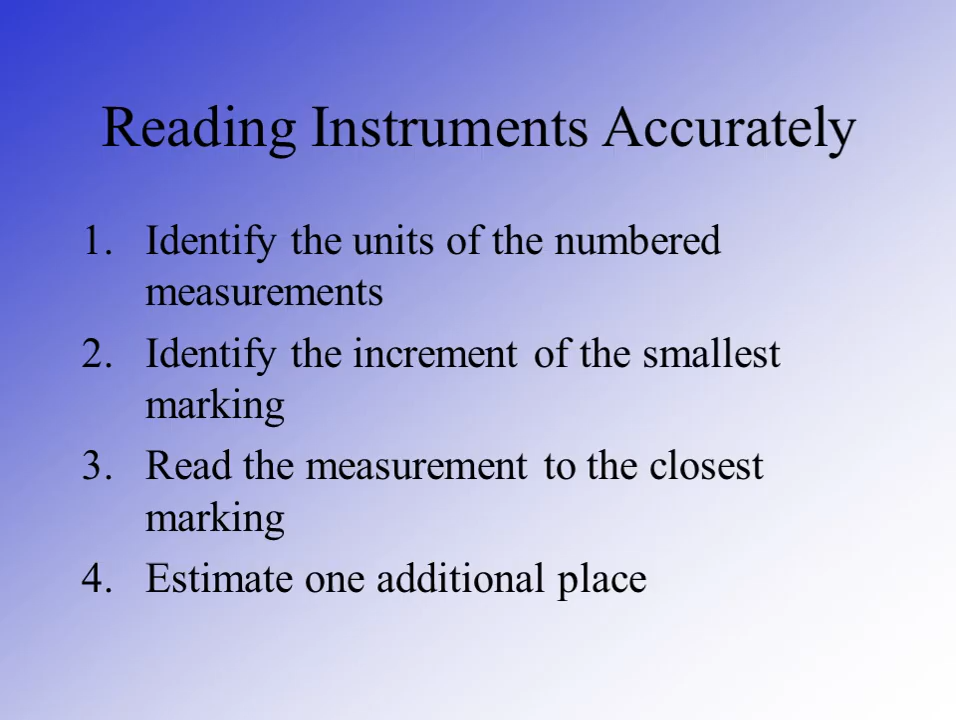 Reading Instruments Accurately
1. Identify the units of the numbered
measurements
2. Identify the increment of the smallest
marking
3. Read the measurement to the closest
marking
4. Estimate one additional place